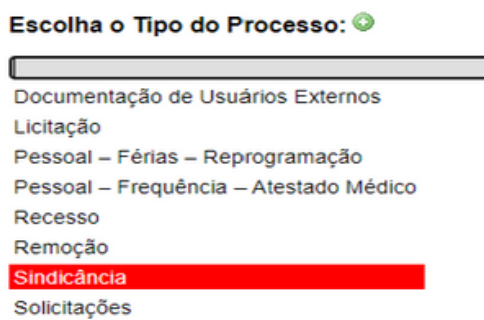 Escolha o Tipo do Processo:
Documentação de Usuários Externos
Licitação
Pessoal – Férias – Reprogramação
Pessoal – Frequência – Atestado Médico
Recesso
Remoção
Sindicância
Solicitações